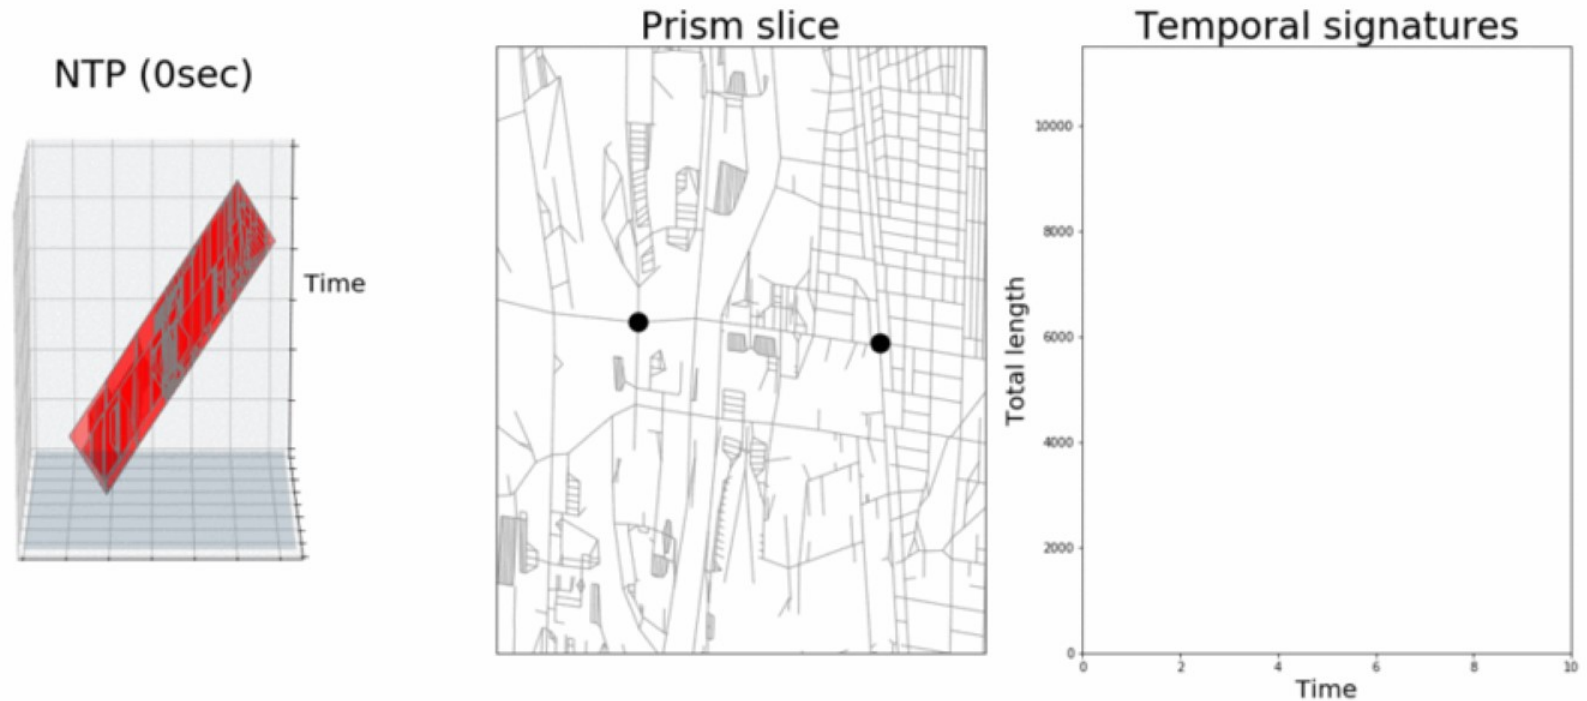 NTP (0sec)
Time
Prism slice
Temporal signatures
Total length
10000
8000
6000
4000
2000
0
0 2 4 6 8 10
Time